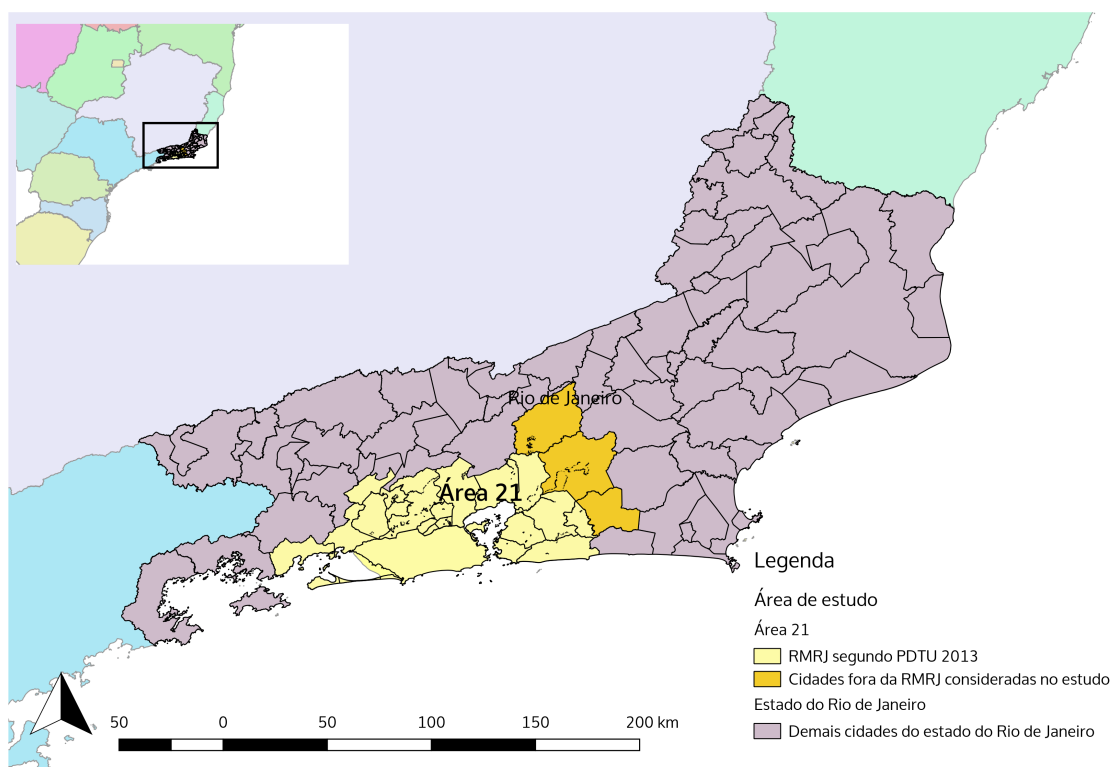 Rio de Janeiro
Área 21
Legenda
Área de estudo
Área 21
RMRJ segundo PDTU 2013
Cidades fora da RMRJ consideradas no estudo
Estado do Rio de Janeiro
Demais cidades do estado do Rio de Janeiro
50 0 50 100 150 200 km